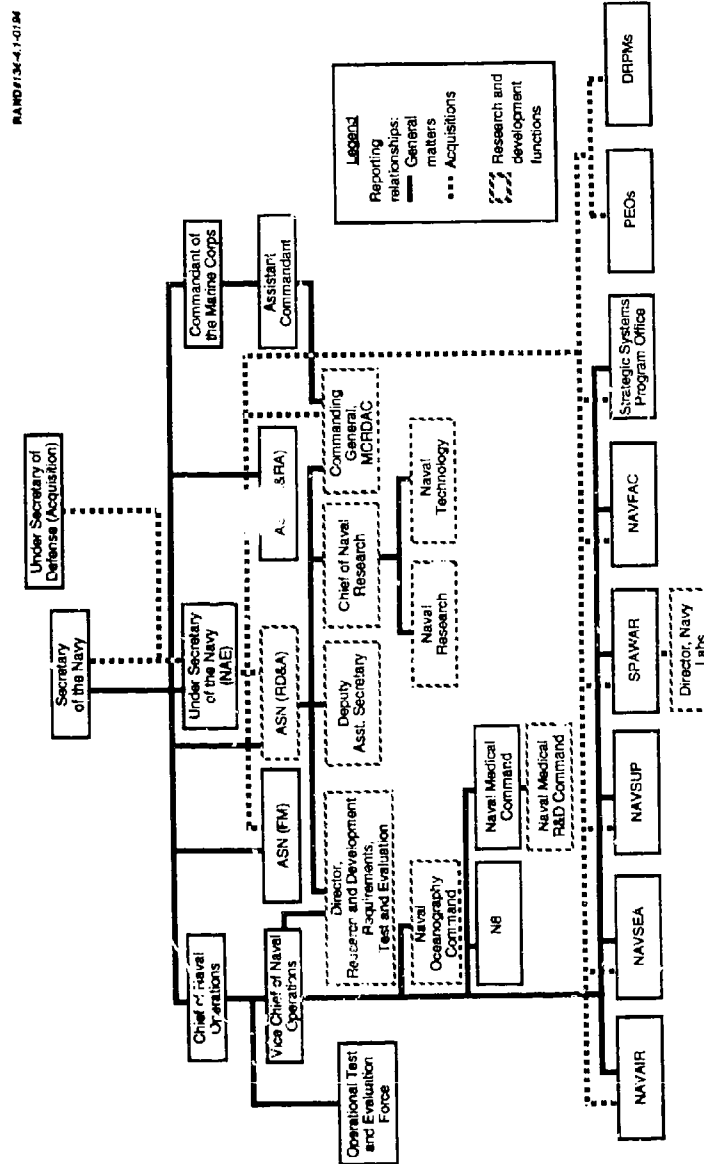 RAND#134-4.1-0194
Secretary
of the Navy
Under Secretary of
Defense (Acquisition)
Under Secretary
of the Navy
(NAE)
Chief of Naval
Operations
Commandant of
the Marine Corps
Vice Chief of Naval
Operations
ASN (FM)
ASN (RD&A)
&RA)
Assistant
Commandant
Operational Test
and Evaluation
Force
Director,
Research and Development
Requirements,
Test and Evaluation
Deputy
Asst. Secretary
Chief of Naval
Research
Commanding
General,
MCRDAC
Naval
Research
Naval
Technology
Naval
Oceanography
Command
N8
Naval Medical
Command
Naval Medical
R&D Command
Legend
Reporting
relationships:
General
matters
Acquisitions
Research and
development
functions
NAVAIR
NAVSEA
NAVSUP
SPAWAR
NAVFAC
Strategic Systems
Program Office
PEOs
DRPMs
Director, Navy
Labs